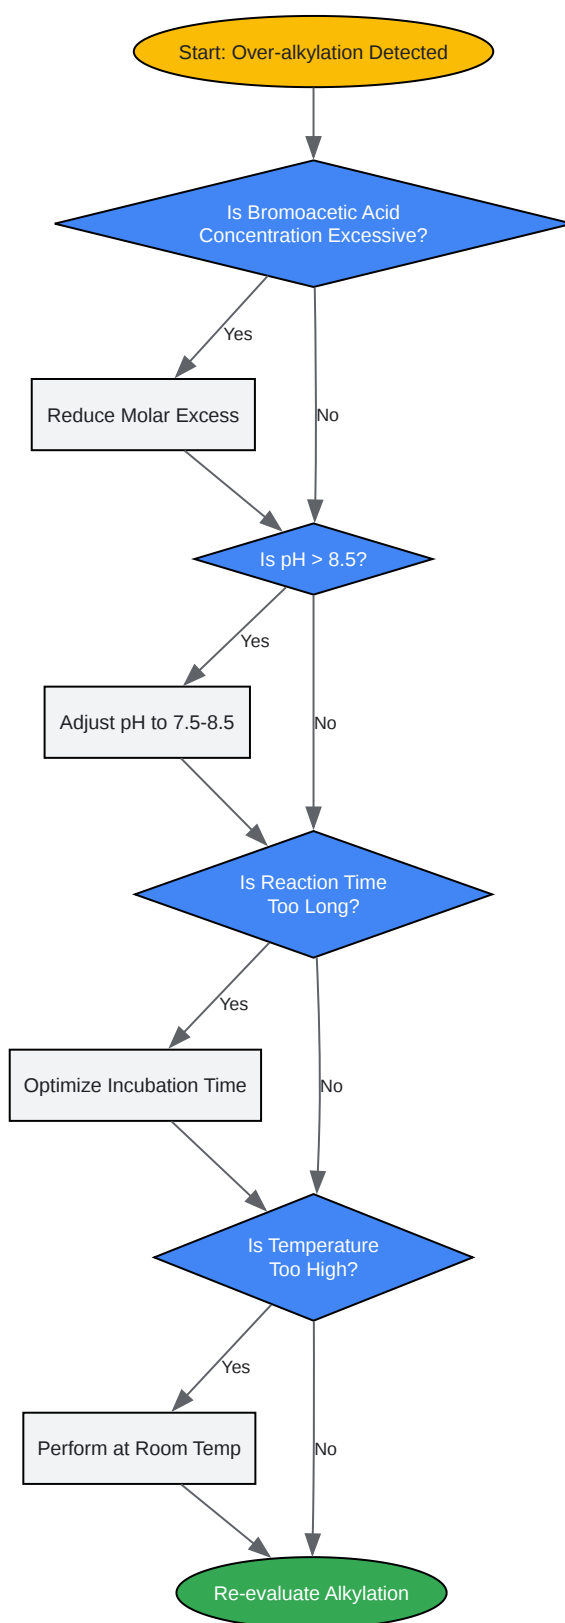 Start: Over-alkylation Detected
Is Bromoacetic Acid
Concentration Excessive?
Yes
Reduce Molar Excess
No
Is pH > 8.5?
Yes
Adjust pH to 7.5-8.5
No
Is Reaction Time
Too Long?
Yes
Optimize Incubation Time
No
Is Temperature
Too High?
Yes
Perform at Room Temp
No
Re-evaluate Alkylation